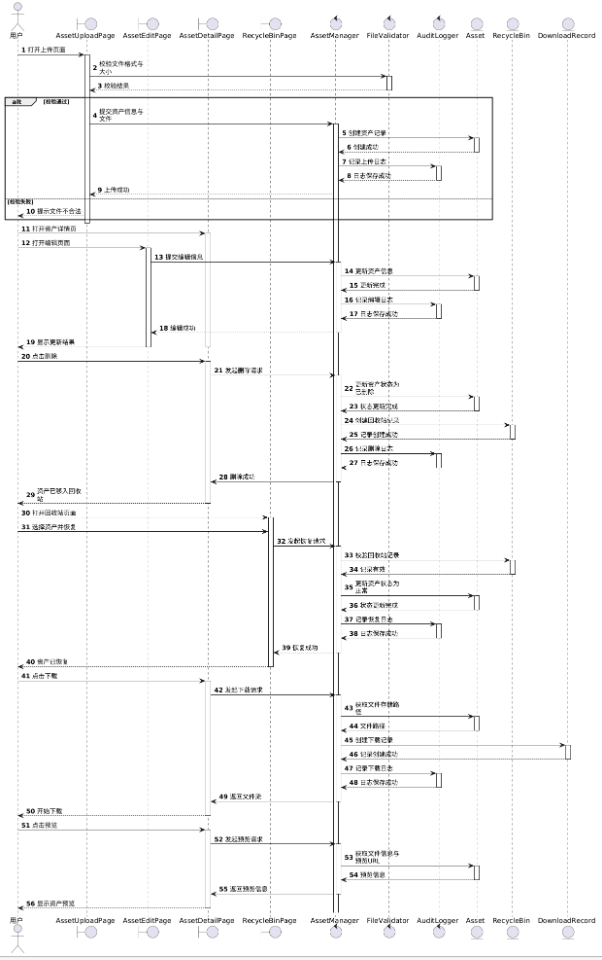 用户 AssetUploadPage AssetEditPage AssetDetailPage RecycleBinPage AssetManager FileValidator AuditLogger Asset RecycleBin DownloadRecord
1 打开上传页面
2 校验文件格式与
大小
3 校验结果
alt [校验通过]
4 提交资产信息与
文件
5 创建资产记录
6 创建成功
7 记录上传日志
8 日志保存成功
9 上传成功
[校验失败]
10 提示文件不合法
11 打开资产详情页
12 打开编辑页面
13 提交编辑信息
14 更新资产信息
15 更新完成
16 记录编辑日志
17 日志保存成功
18 编辑成功
19 显示更新结果
20 点击删除
21 发起删除请求
22 更新资产状态为
已删除
23 状态更新完成
24 创建回收站记录
25 记录创建成功
26 记录删除日志
27 日志保存成功
28 删除成功
29 资产已移入回收
站
30 打开回收站页面
31 选择资产并恢复
32 发起恢复请求
33 校验回收站记录
34 记录有效
35 更新资产状态为
正常
36 状态更新完成
37 记录恢复日志
38 日志保存成功
39 恢复成功
40 资产已恢复
41 点击下载
42 发起下载请求
43 获取文件存储路
径
44 文件路径
45 创建下载记录
46 记录创建成功
47 记录下载日志
48 日志保存成功
49 返回文件流
50 开始下载
51 点击预览
52 发起预览请求
53 获取文件信息与
预览URL
54 预览信息
55 返回预览信息
56 显示资产预览
用户 AssetUploadPage AssetEditPage AssetDetailPage RecycleBinPage AssetManager FileValidator AuditLogger Asset RecycleBin DownloadRecord